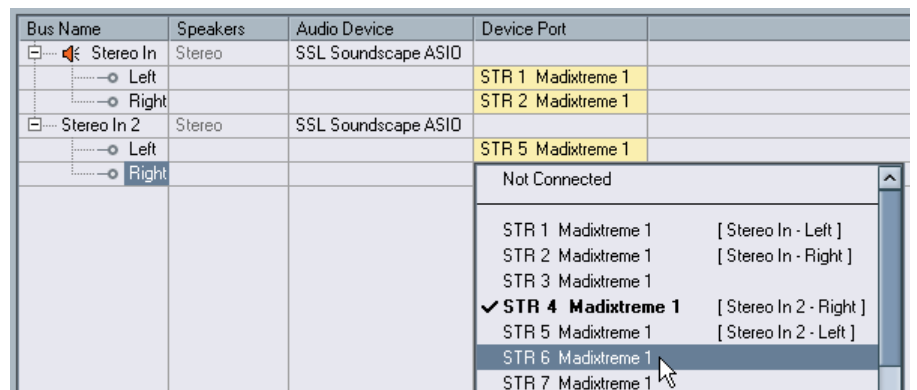 Bus Name Speakers Audio Device Device Port
Stereo In Stereo SSL Soundscape ASIO
Left STR 1 Madixtreme 1
Right STR 2 Madixtreme 1
Stereo In 2 Stereo SSL Soundscape ASIO
Left STR 5 Madixtreme 1
Right
Not Connected
STR 1 Madixtreme 1 [ Stereo In - Left ]
STR 2 Madixtreme 1 [ Stereo In - Right ]
STR 3 Madixtreme 1
STR 4 Madixtreme 1 [ Stereo In 2 - Right ]
STR 5 Madixtreme 1 [ Stereo In 2 - Left ]
STR 6 Madixtreme 1
STR 7 Madixtreme 1